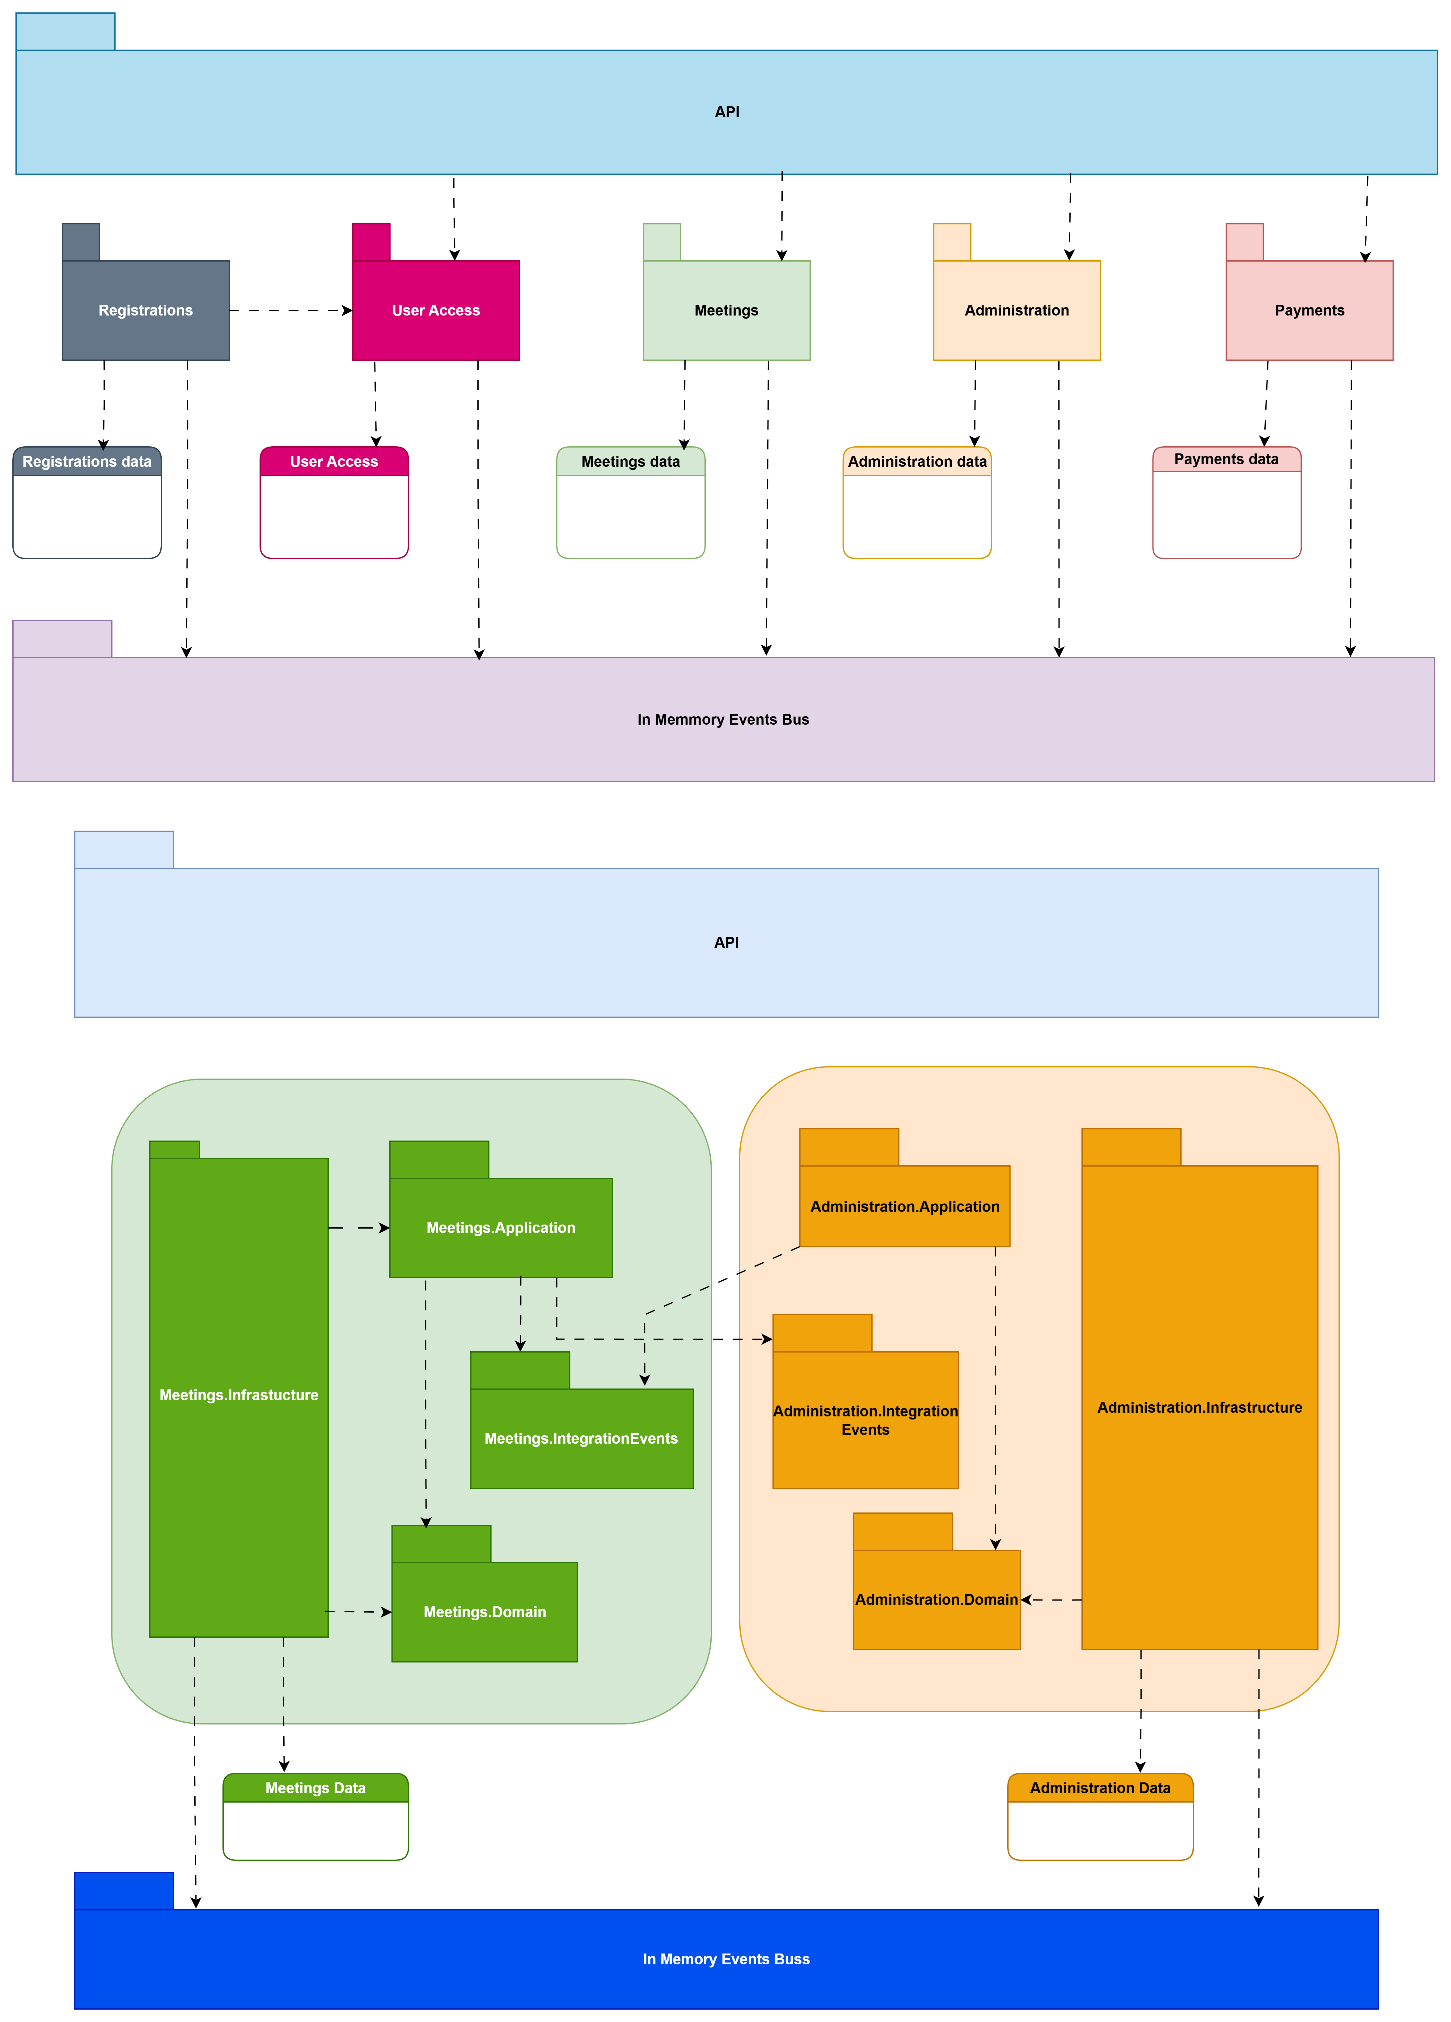 API
Registrations
User Access
Meetings
Administration
Payments
Registrations data
User Access
Meetings data
Administration data
Payments data
In Memmory Events Bus
API
Meetings.Infrastucture
Meetings.Application
Meetings.IntegrationEvents
Meetings.Domain
Administration.Application
Administration.Integration
Events
Administration.Domain
Administration.Infrastructure
Meetings Data
Administration Data
In Memory Events Buss